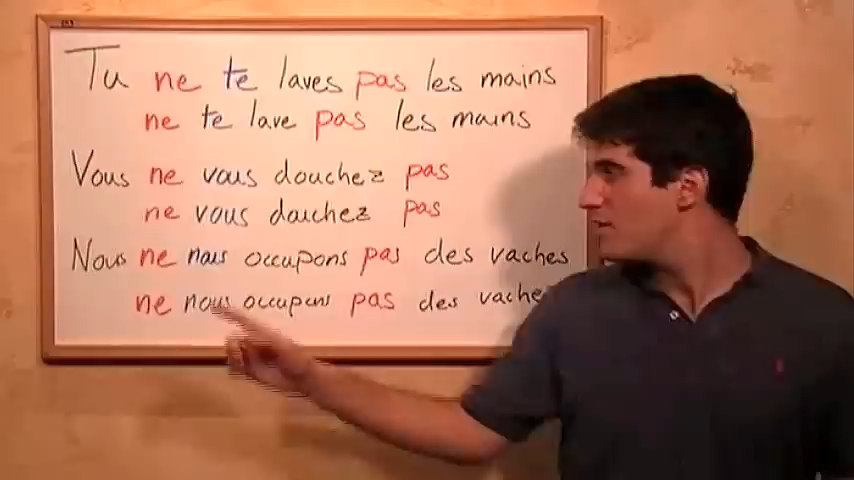 Tu ne te laves pas les mains
ne te lave pas les mains
Vous ne vous douchez pas
ne vous douchez pas
Nous ne nous occupons pas des vaches
ne nous occupons pas des vaches